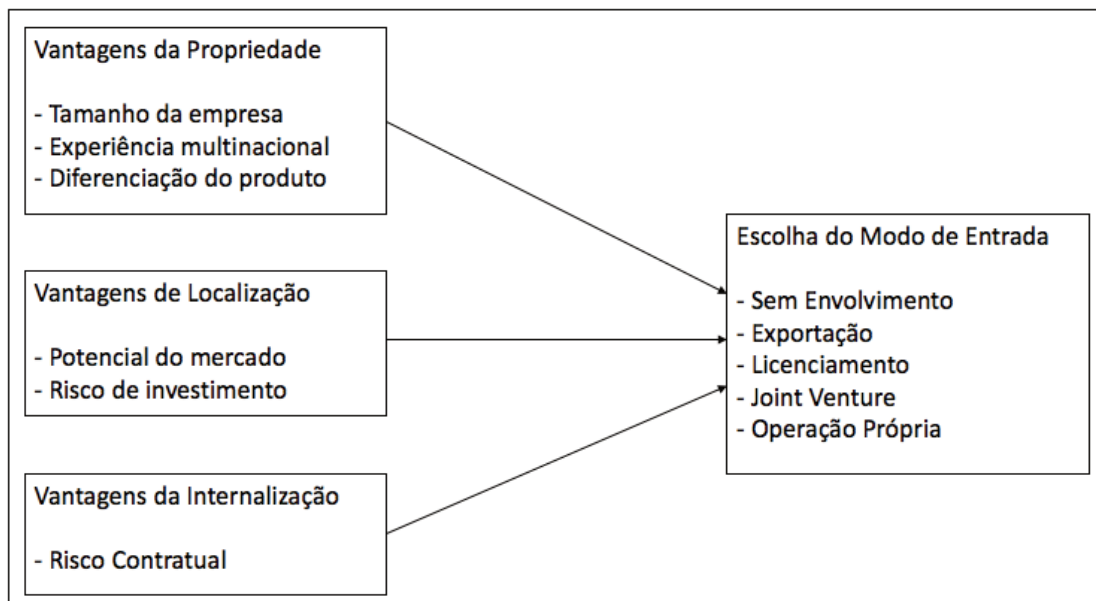 Vantagens da Propriedade
- Tamanho da empresa
- Experiência multinacional
- Diferenciação do produto
Vantagens de Localização
- Potencial do mercado
- Risco de investimento
Vantagens da Internalização
- Risco Contratual
Escolha do Modo de Entrada
- Sem Envolvimento
- Exportação
- Licenciamento
- Joint Venture
- Operação Própria